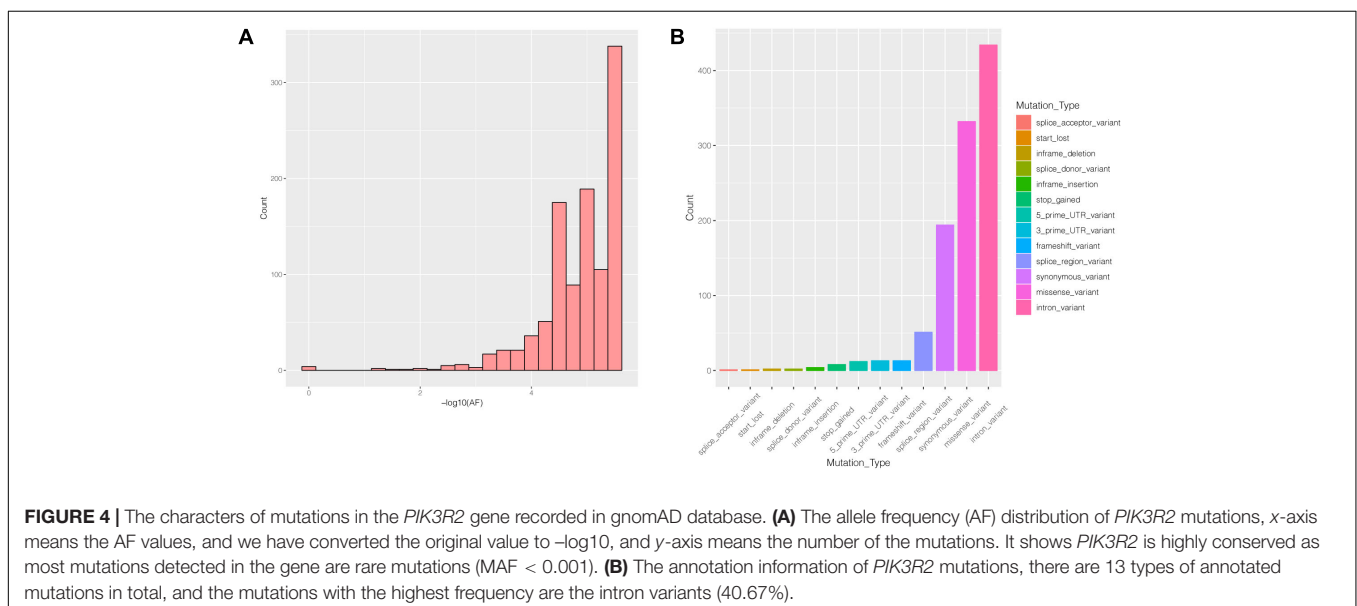 A
300
200
100
0
Count
0
2
4
–log10(AF)
B
400
300
200
100
0
Count
splice_acceptor_variant
start_lost
inframe_deletion
splice_donor_variant
inframe_insertion
stop_gained
5_prime_UTR_variant
3_prime_UTR_variant
frameshift_variant
splice_region_variant
synonymous_variant
missense_variant
intron_variant
Mutation_Type
Mutation_Type
splice_acceptor_variant
start_lost
inframe_deletion
splice_donor_variant
inframe_insertion
stop_gained
5_prime_UTR_variant
3_prime_UTR_variant
frameshift_variant
splice_region_variant
synonymous_variant
missense_variant
intron_variant
FIGURE 4 | The characters of mutations in the PIK3R2 gene recorded in gnomAD database. (A) The allele frequency (AF) distribution of PIK3R2 mutations, x-axis
means the AF values, and we have converted the original value to –log10, and y-axis means the number of the mutations. It shows PIK3R2 is highly conserved as
most mutations detected in the gene are rare mutations (MAF < 0.001). (B) The annotation information of PIK3R2 mutations, there are 13 types of annotated
mutations in total, and the mutations with the highest frequency are the intron variants (40.67%).